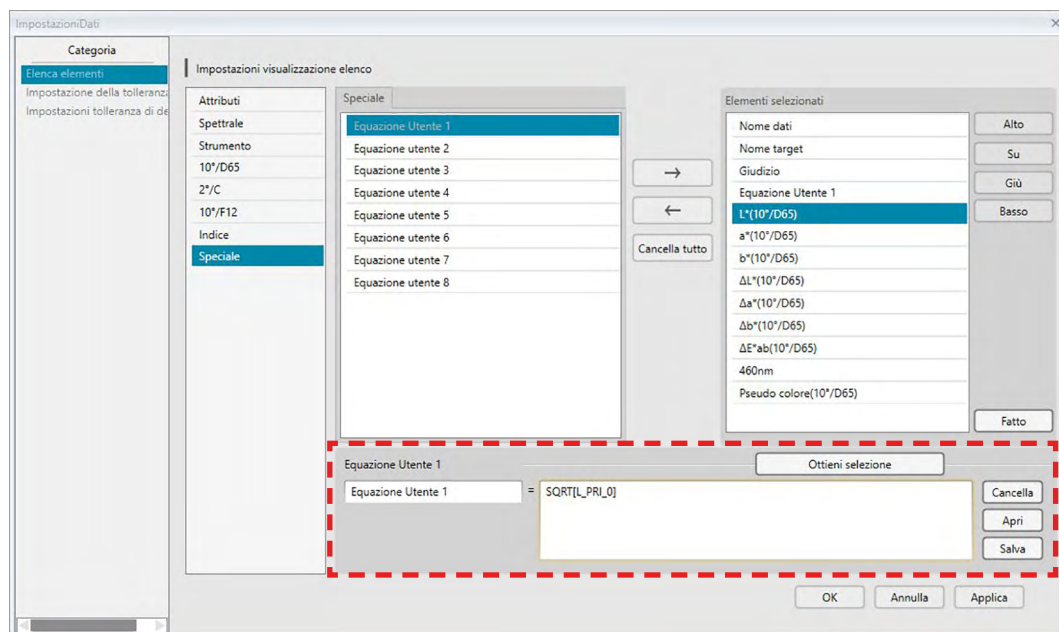 ImpostazioniDati
Categoria
Elenca elementi
Impostazione della tolleranza
Impostazioni tolleranza di de
Impostazioni visualizzazione elenco
Attributi
Spettrale
Strumento
10°/D65
2°/C
10°/F12
Indice
Speciale
Speciale
Equazione Utente 1
Equazione utente 2
Equazione utente 3
Equazione utente 4
Equazione utente 5
Equazione utente 6
Equazione utente 7
Equazione utente 8
→
←
Cancella tutto
Elementi selezionati
Nome dati
Nome target
Giudizio
Equazione Utente 1
L*(10°/D65)
a*(10°/D65)
b*(10°/D65)
ΔL*(10°/D65)
Δa*(10°/D65)
Δb*(10°/D65)
ΔE*ab(10°/D65)
460nm
Pseudo colore(10°/D65)
Alto
Su
Giù
Basso
Fatto
Equazione Utente 1
Ottieni selezione
Equazione Utente 1 = SQRT[L_PRI_0]
Cancella
Apri
Salva
OK Annulla Applica